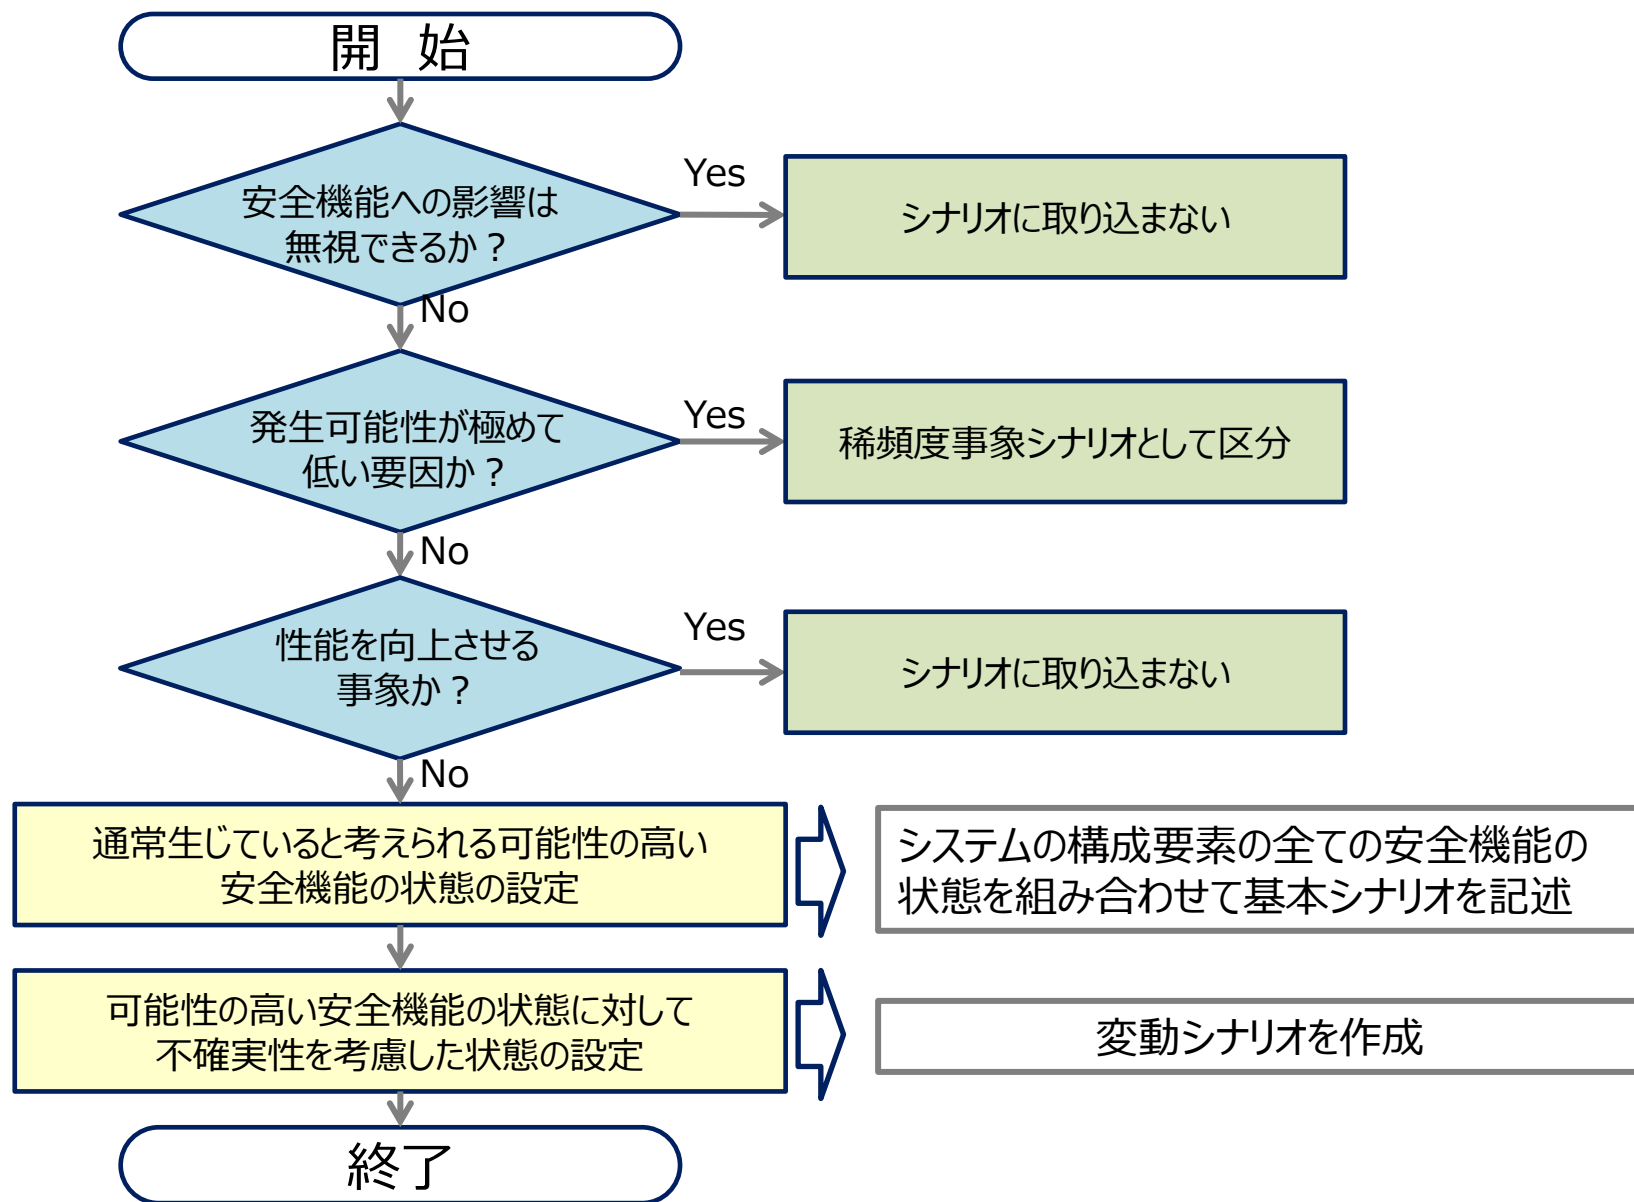 開 始
安全機能への影響は
無視できるか？
Yes
シナリオに取り込まない
No
発生可能性が極めて
低い要因か？
Yes
稀頻度事象シナリオとして区分
No
性能を向上させる
事象か？
Yes
シナリオに取り込まない
No
通常生じていると考えられる可能性の高い
安全機能の状態の設定
システムの構成要素の全ての安全機能の
状態を組み合わせて基本シナリオを記述
可能性の高い安全機能の状態に対して
不確実性を考慮した状態の設定
変動シナリオを作成
終了